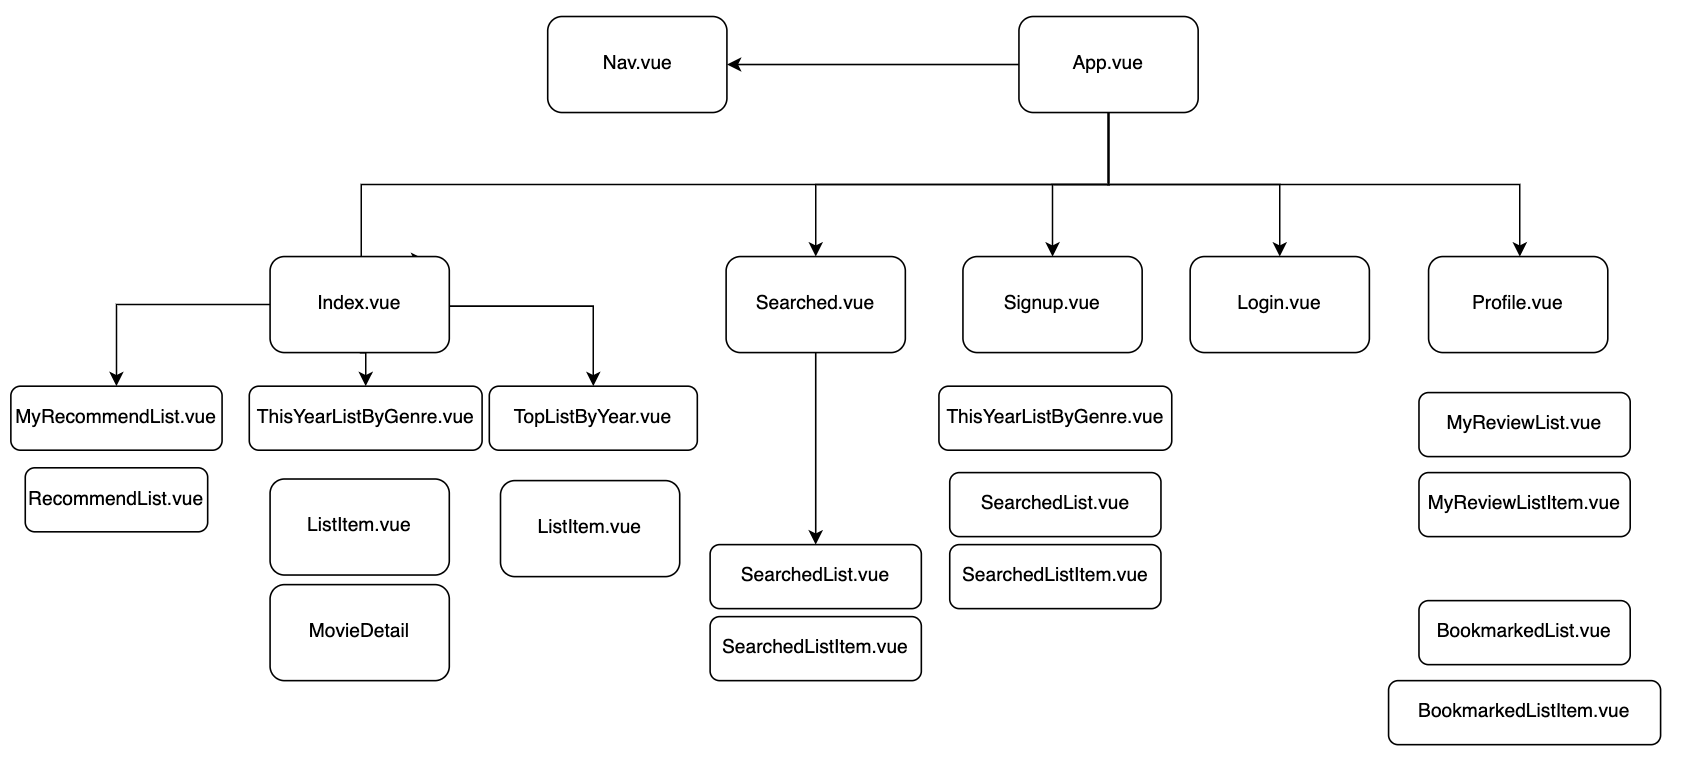 Nav.vue
App.vue
Index.vue
Searched.vue
Signup.vue
Login.vue
Profile.vue
MyRecommendList.vue
ThisYearListByGenre.vue
TopListByYear.vue
ThisYearListByGenre.vue
MyReviewList.vue
RecommendList.vue
ListItem.vue
ListItem.vue
SearchedList.vue
MyReviewListItem.vue
SearchedList.vue
SearchedListItem.vue
MovieDetail
SearchedListItem.vue
BookmarkedList.vue
BookmarkedListItem.vue